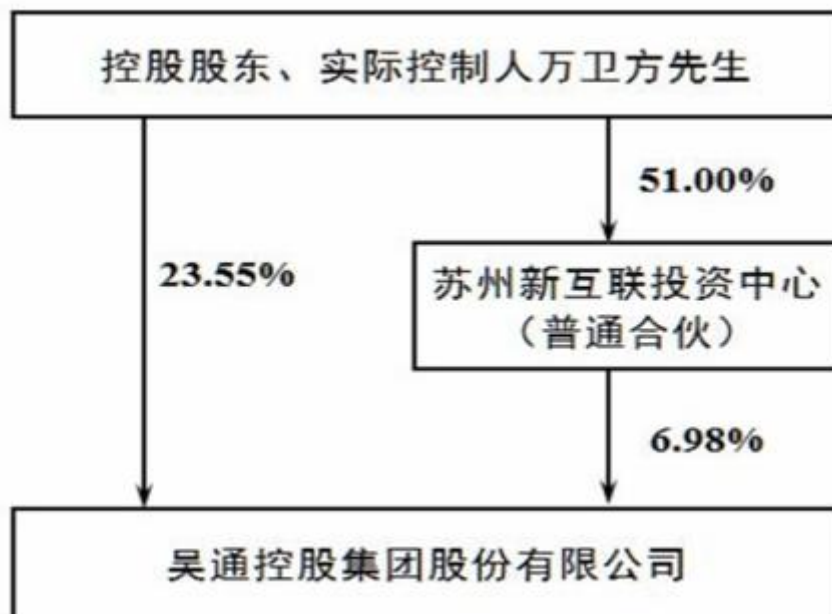 控股股东、实际控制人万卫方先生
51.00%
23.55%
苏州新互联投资中心
（普通合伙）
6.98%
吴通控股集团股份有限公司